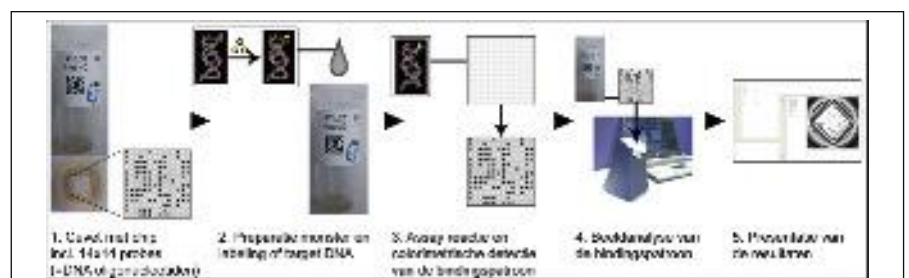 1. Cuvet met chip
incl. 14x14 probes
(=DNA oligonucleotiden)
2. Preparatie monster en
labeling of target DNA
3. Assay reactie en
colorimetrische detectie
van de bindingspatroon
4. Beeldanalyse van
de bindingspatroon
5. Presentatie van
de resultaten